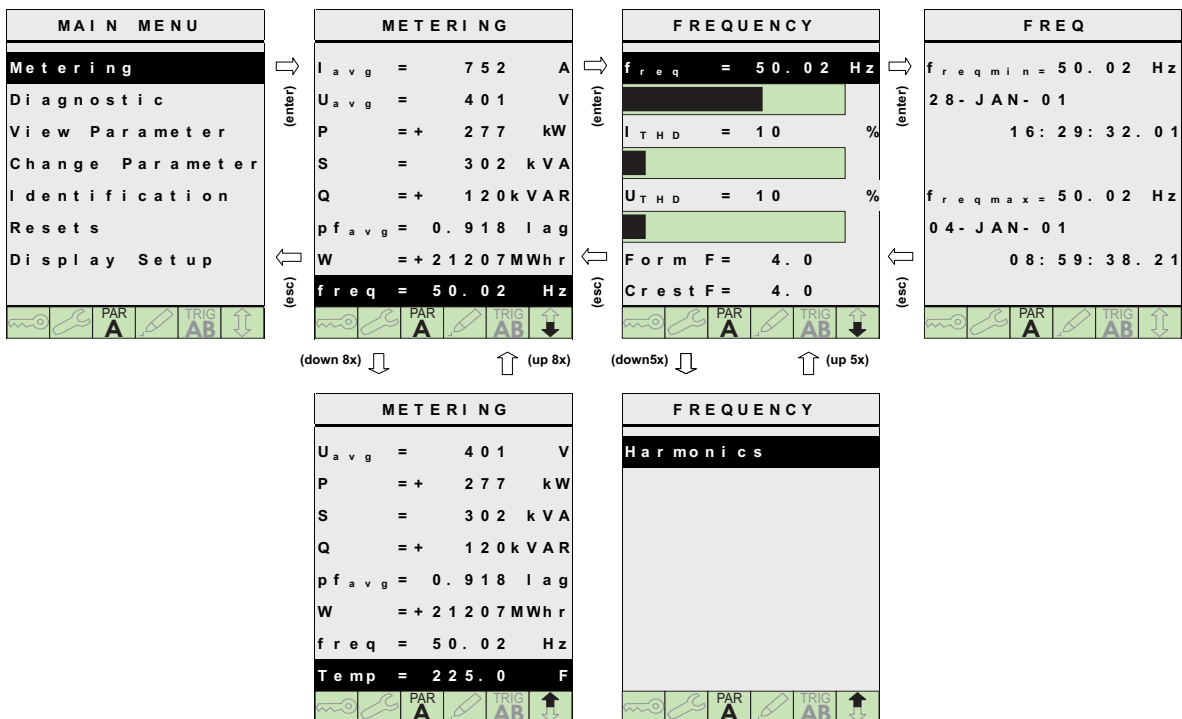 MAIN MENU
Metering
Diagnostic
View Parameter
Change Parameter
Identification
Resets
Display Setup
PAR A TRIG AB
(enter)
(esc)
METERING
Iavg = 752 A
Uavg = 401 V
P =+ 277 kW
S = 302 kVA
Q =+ 120kVAR
pfavg= 0.918 lag
W =+21207MWhr
freq = 50.02 Hz
PAR A TRIG AB
(enter)
(esc)
FREQUENCY
freq = 50.02 Hz
ITHD = 10 %
UTHD = 10 %
Form F= 4.0
CrestF= 4.0
PAR A TRIG AB
(enter)
(esc)
FREQ
freqmin= 50.02 Hz
28-JAN-01
16:29:32.01
freqmax= 50.02 Hz
04-JAN-01
08:59:38.21
PAR A TRIG AB
(down 8x) (up 8x)
(down5x) (up 5x)
METERING
Uavg = 401 V
P =+ 277 kW
S = 302 kVA
Q =+ 120kVAR
pfavg= 0.918 lag
W =+21207MWhr
freq = 50.02 Hz
Temp = 225.0 F
PAR A TRIG AB
FREQUENCY
Harmonics
PAR A TRIG AB